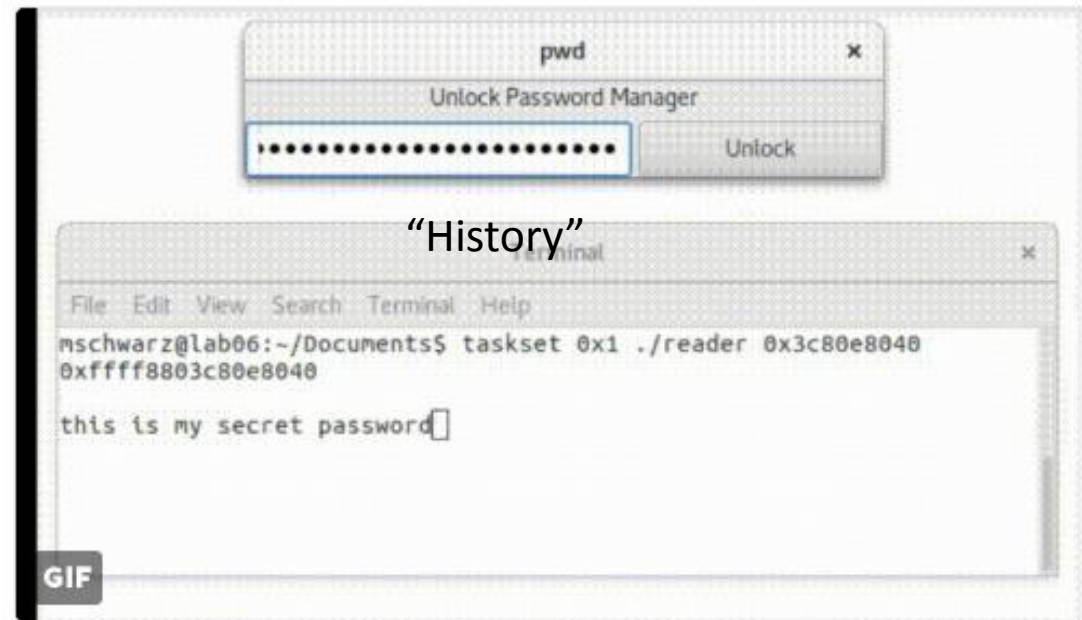 pwd ×
Unlock Password Manager
••••••••••••••••••••••• Unlock
“History”
Terminal ×
File Edit View Search Terminal Help
mschwarz@lab06:~/Documents$ taskset 0x1 ./reader 0x3c80e8040
0xffff8803c80e8040
this is my secret password
GIF